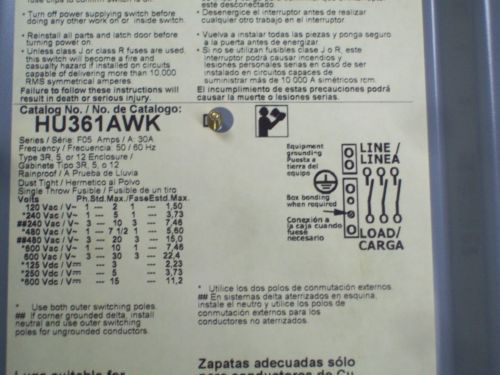 • Turn off power supplying switch before
doing any other work on or inside switch.
• Reinstall all parts and latch door before
turning power on.
• Unless class J or class R fuses are used,
this switch will become a fire and
casualty hazard if installed on circuits
capable of delivering more than 10,000
RMS symmetrical amperes.
Failure to follow these instructions will
result in death or serious injury.
esté desconectado.
• Desenergice el interruptor antes de realizar
cualquier otro trabajo en el interruptor.
• Vuelva a instalar todas las piezas y ponga seguro
a la puerta antes de energizar.
• Si no se utilizan fusibles clase J o R, este
Interruptor podrá causar incendios y
lesiones personales serias en caso de ser
instalado en circuitos capaces de
suministrar más de 10 000 A simétricos rcm.
El incumplimiento de estas precauciones podrá
causar la muerte o lesiones serias.
Catalog No. / No. de Catalogo:
HU361AWK
Series / Série: F05 Amps / A: 30A
Frequency / Frecuencia: 50 / 60 Hz
Type 3R, 5, 12 Enclosure /
Gabinete Tipo 3R, 5, o 12
Rainproof / A Prueba de Lluvia
Dust Tight / Hermetico al Polvo
Single Throw Fusible / Fusible de un tiro
Volts Ph.Std.Max./FaseEstd.Max.
120 Vac / V~ 1 — 2 1 — 1,50
*240 Vac / V~ 1 — 5 1 — 3,73
##240 Vac / V~ 3 — 10 3 — 7,46
*480 Vac / V~ 1 — 7 1/2 1 — 5,60
##480 Vac / V~ 3 — 20 3 — 15,0
*600 Vac / V~ 1 — 10 1 — 7,46
600 Vac / V~ 3 — 30 3 — 22,4
*125 Vdc / V — 3 — 2,23
*250 Vdc / V — 5 — 3,73
*600 Vdc / V — 15 — 11,2
Equipment
grounding
Puesta a
tierra del
equipo
Box bonding
when required
Conexión a
la caja cuando
fuese
necesario
LINE/
LINEA
LOAD/
CARGA
* Use both outer switching poles.
## If corner grounded delta, install
neutral and use outer switching
poles for ungrounded conductors.
* Utilice los dos polos de conmutación externos.
## En sistemas delta aterrizados en esquina,
instale el neutro y utilice los polos de
conmutación externos para los
conductores no aterrizados.
Lugs suitable for
Zapatas adecuadas sólo
para conductores de Cu